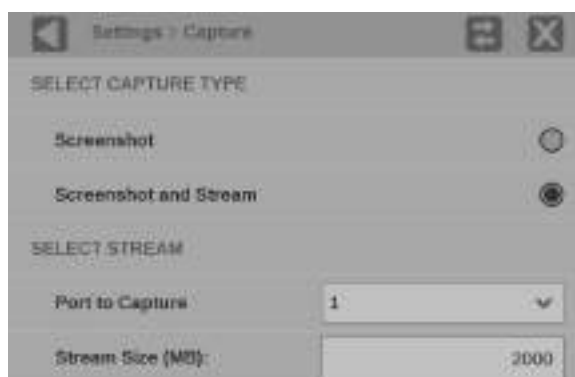 Settings > Capture
SELECT CAPTURE TYPE
Screenshot
Screenshot and Stream
SELECT STREAM
Port to Capture 1
Stream Size (MB): 2000